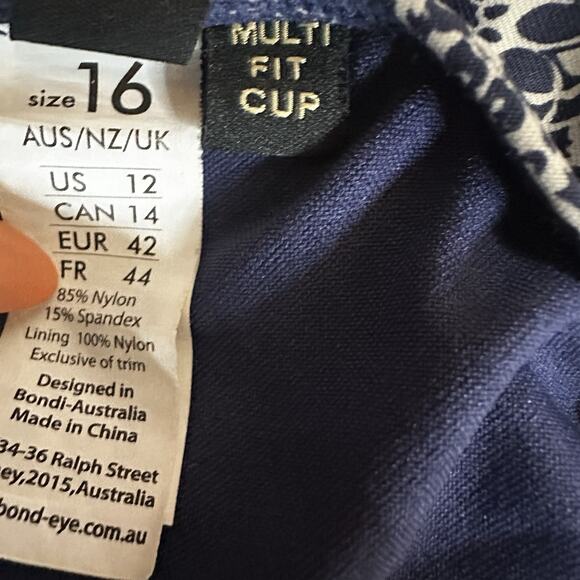 size 16
AUS/NZ/UK
US 12
CAN 14
EUR 42
FR 44
85% Nylon
15% Spandex
Lining 100% Nylon
Exclusive of trim
Designed in
Bondi-Australia
Made in China
34-36 Ralph Street
ey,2015,Australia
bond-eye.com.au
MULTI
FIT
CUP